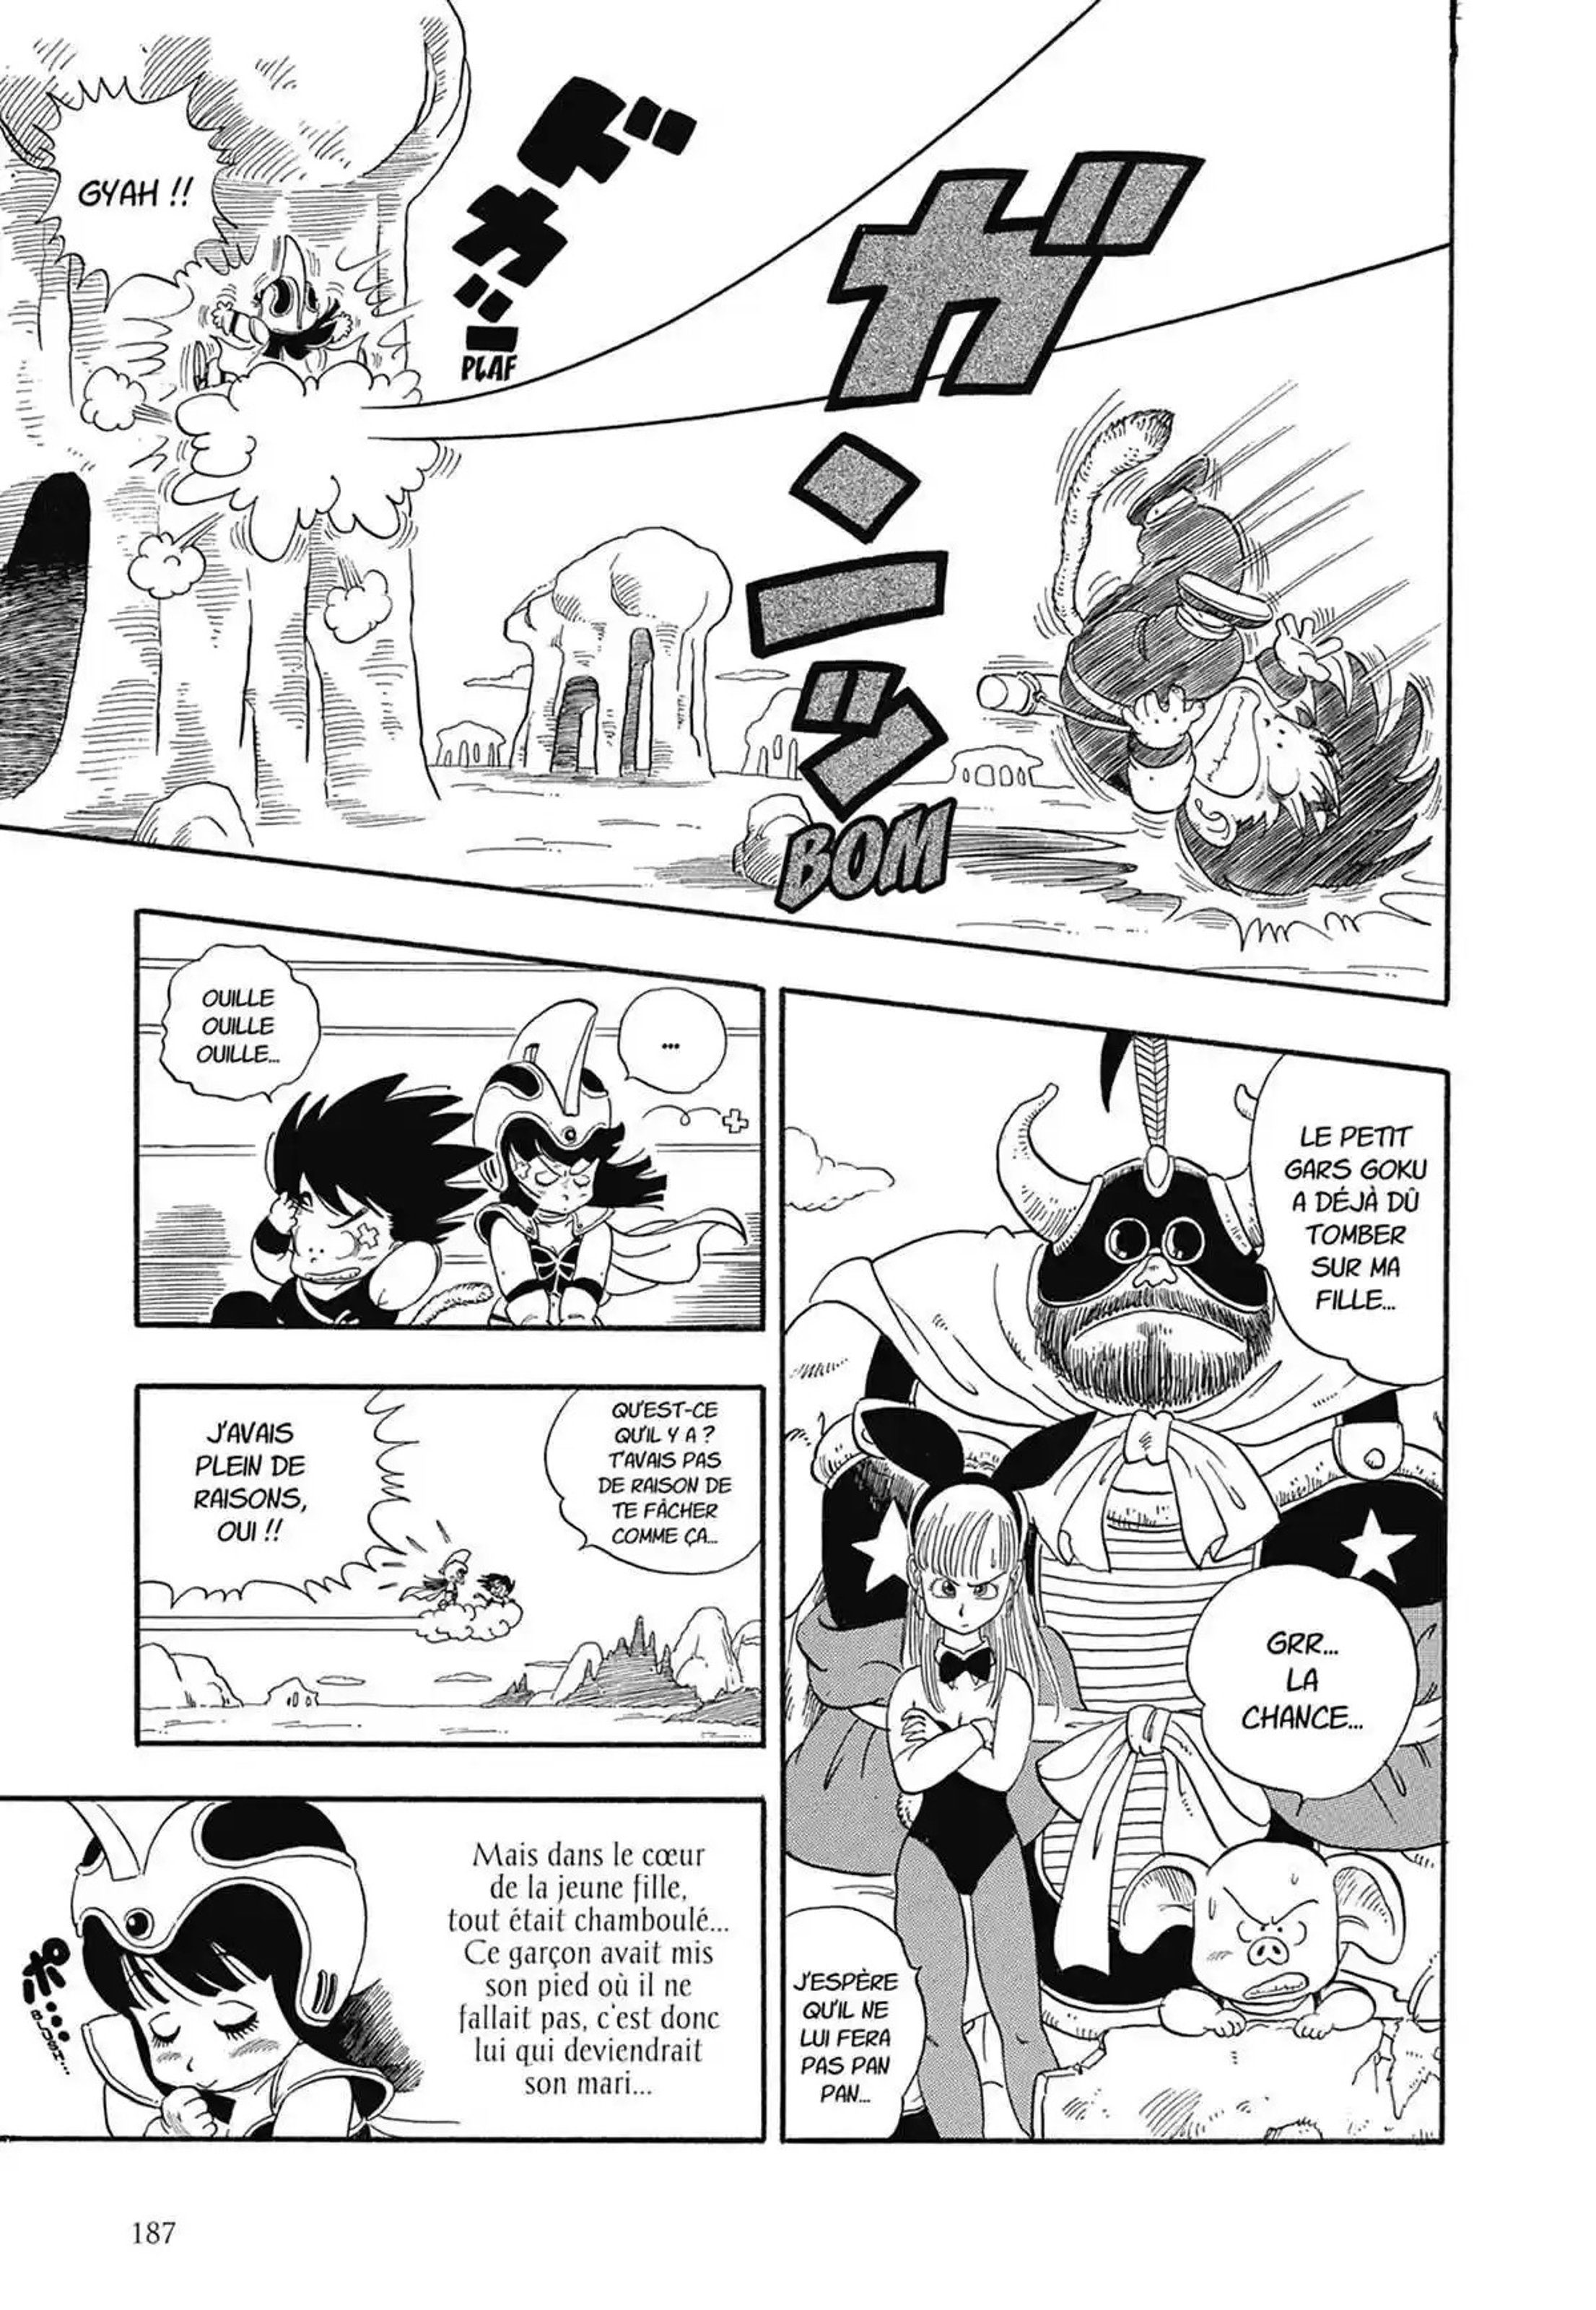 GYAH !!
ドカッ
PLAF
ガンッ
BOM
LE PETIT
GARS GOKU
A DÉJÀ DÛ
TOMBER
SUR MA
FILLE...
GRR...
LA
CHANCE...
J'ESPÈRE
QU'IL NE
LUI FERA
PAS PAN
PAN...
...
OUILLE
OUILLE
OUILLE...
QU'EST-CE
QU'IL Y A ?
T'AVAIS PAS
DE RAISON DE
TE FÂCHER
COMME ÇA...
J'AVAIS
PLEIN DE
RAISONS,
OUI !!
Mais dans le cœur
de la jeune fille,
tout était chamboulé...
Ce garçon avait mis
son pied où il ne
fallait pas, c'est donc
lui qui deviendrait
son mari...
ポ...
BLUSH...
187